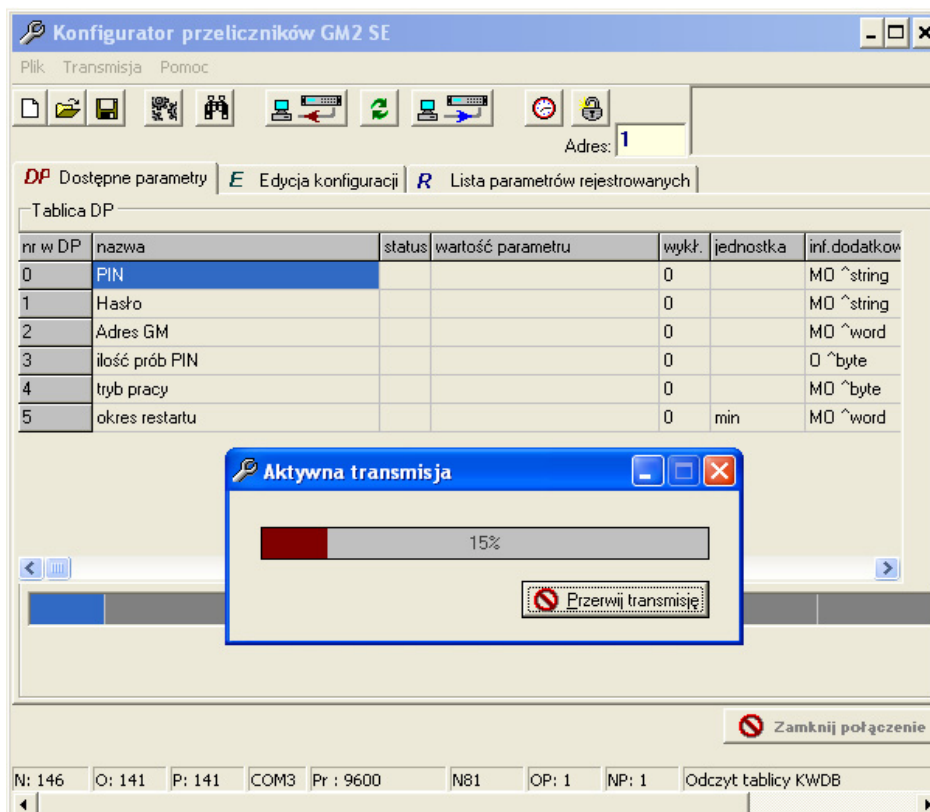 Konfigurator przeliczników GM2 SE
Plik Transmisja Pomoc
Adres: 1
DP Dostępne parametry E Edycja konfiguracji R Lista parametrów rejestrowanych
Tablica DP
nr w DP nazwa status wartość parametru wykł. jednostka inf.dodatkow
0 PIN 0 MO ^string
1 Hasło 0 MO ^string
2 Adres GM 0 MO ^word
3 ilość prób PIN 0 O ^byte
4 tryb pracy 0 MO ^byte
5 okres restartu 0 min MO ^word
Aktywna transmisja
15%
Przerwij transmisję
Zamknij połączenie
N: 146 O: 141 P: 141 COM3 Pr : 9600 N81 OP: 1 NP: 1 Odczyt tablicy KWDB